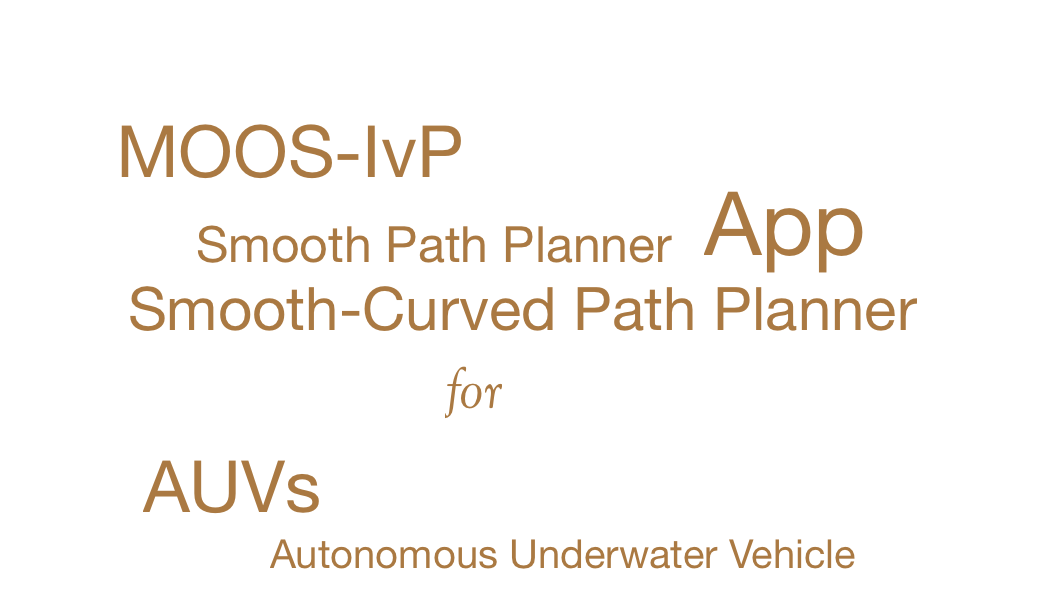 MOOS-IvP
Smooth Path Planner App
Smooth-Curved Path Planner
for
AUVs
Autonomous Underwater Vehicle